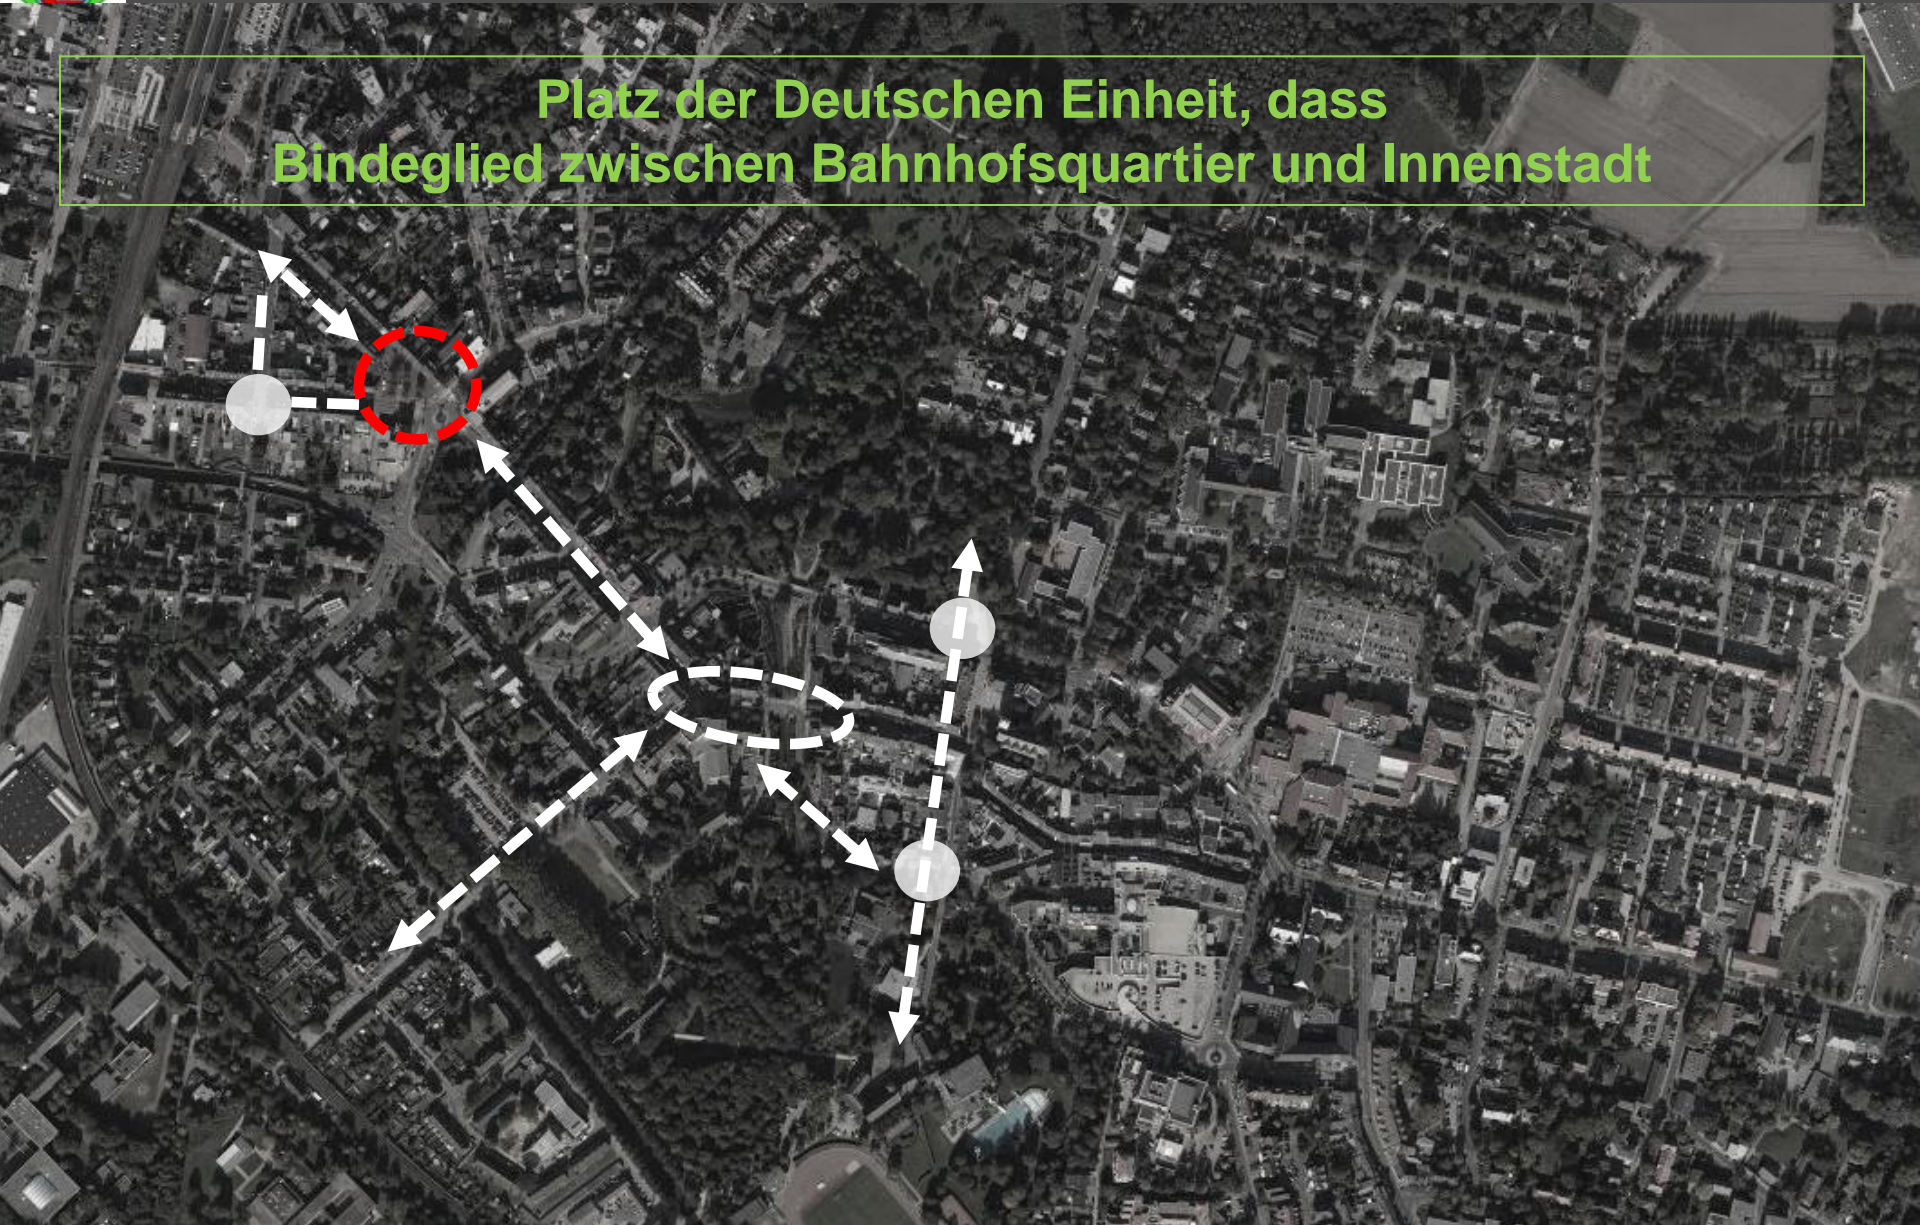 Platz der Deutschen Einheit, dass
Bindeglied zwischen Bahnhofsquartier und Innenstadt